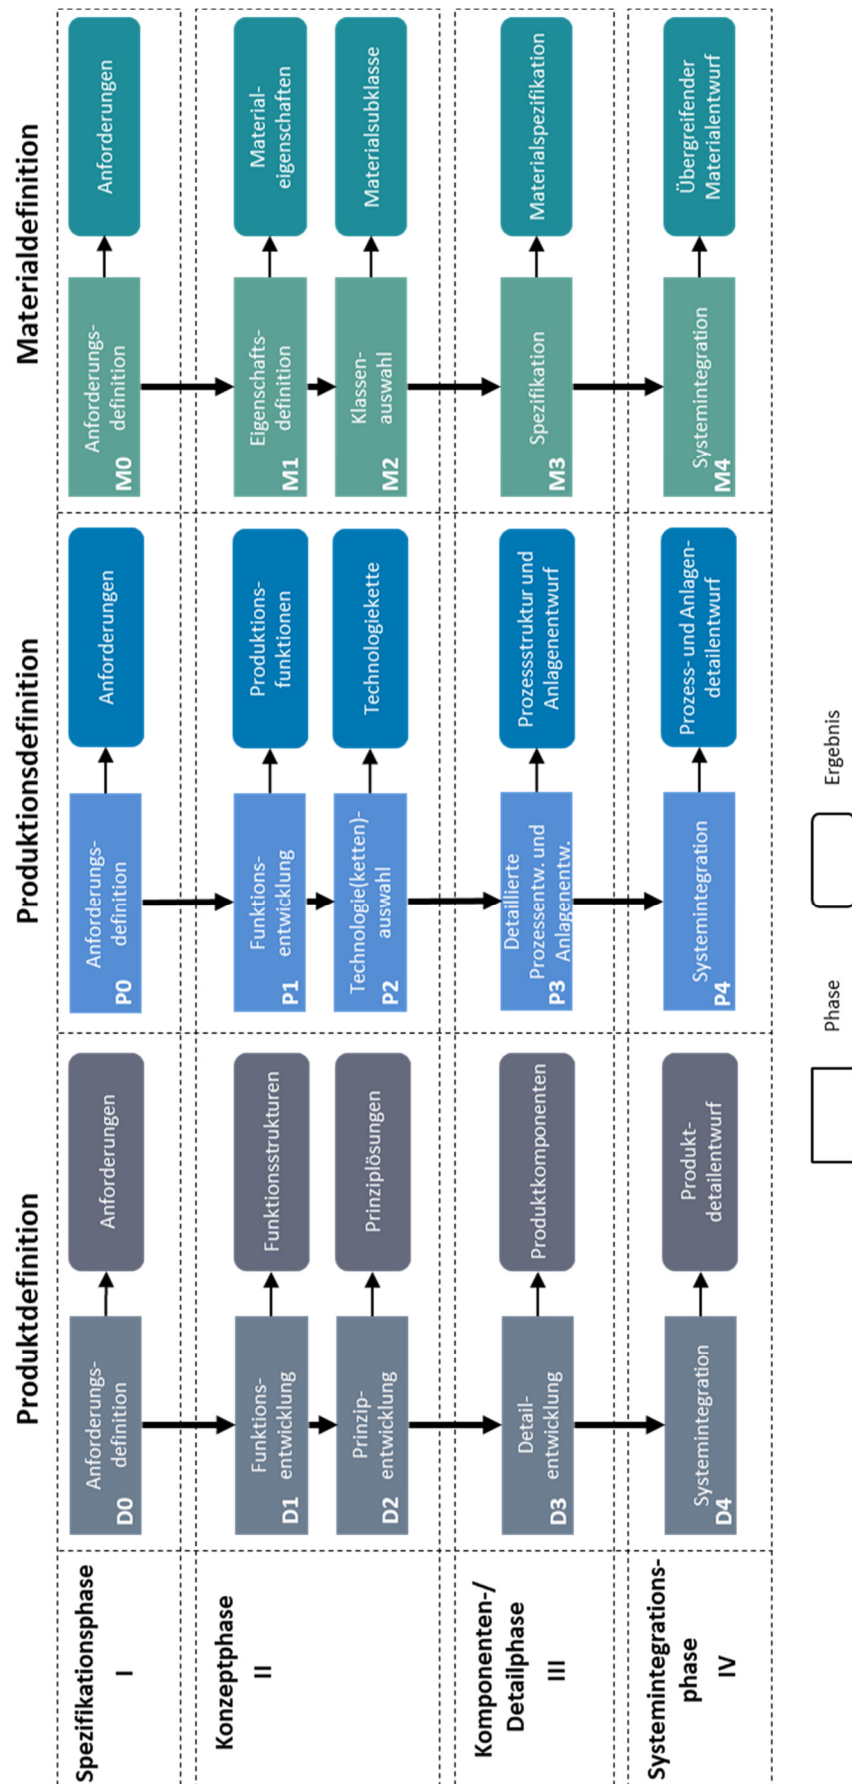 Produktdefinition
Produktionsdefinition
Materialdefinition
Spezifikationsphase
I
D0
Anforderungs-
definition
Anforderungen
P0
Anforderungs-
definition
Anforderungen
M0
Anforderungs-
definition
Anforderungen
Konzeptphase
II
D1
Funktions-
entwicklung
Funktionsstrukturen
P1
Funktions-
entwicklung
Produktions-
funktionen
M1
Eigenschafts-
definition
Material-
eigenschaften
D2
Prinzip-
entwicklung
Prinziplösungen
P2
Technologie(ketten)-
auswahl
Technologiekette
M2
Klassen-
auswahl
Materialsubklasse
Komponenten-/
Detailphase
III
D3
Detail-
entwicklung
Produktkomponenten
P3
Detaillierte
Prozessentw. und
Anlagenentw.
Prozessstruktur und
Anlagenentwurf
M3
Spezifikation
Materialspezifikation
Systemintegrations-
phase
IV
D4
Systemintegration
Produkt-
detailentwurf
P4
Systemintegration
Prozess- und Anlagen-
detailentwurf
M4
Systemintegration
Übergreifender
Materialentwurf
Phase
Ergebnis